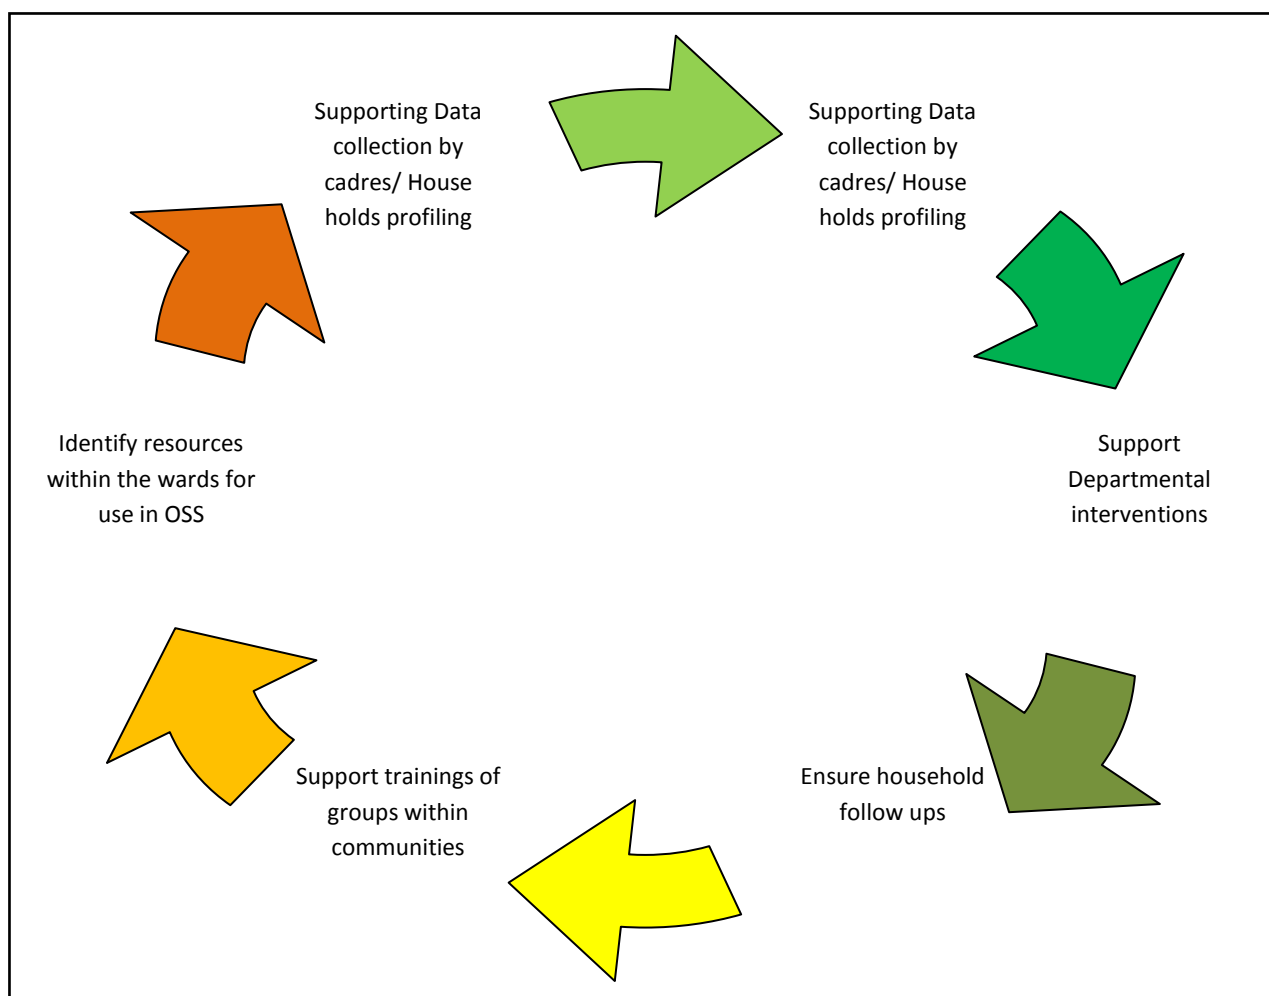 Supporting Data
collection by
cadres/ House
holds profiling
Supporting Data
collection by
cadres/ House
holds profiling
Support
Departmental
interventions
Ensure household
follow ups
Support trainings of
groups within
communities
Identify resources
within the wards for
use in OSS